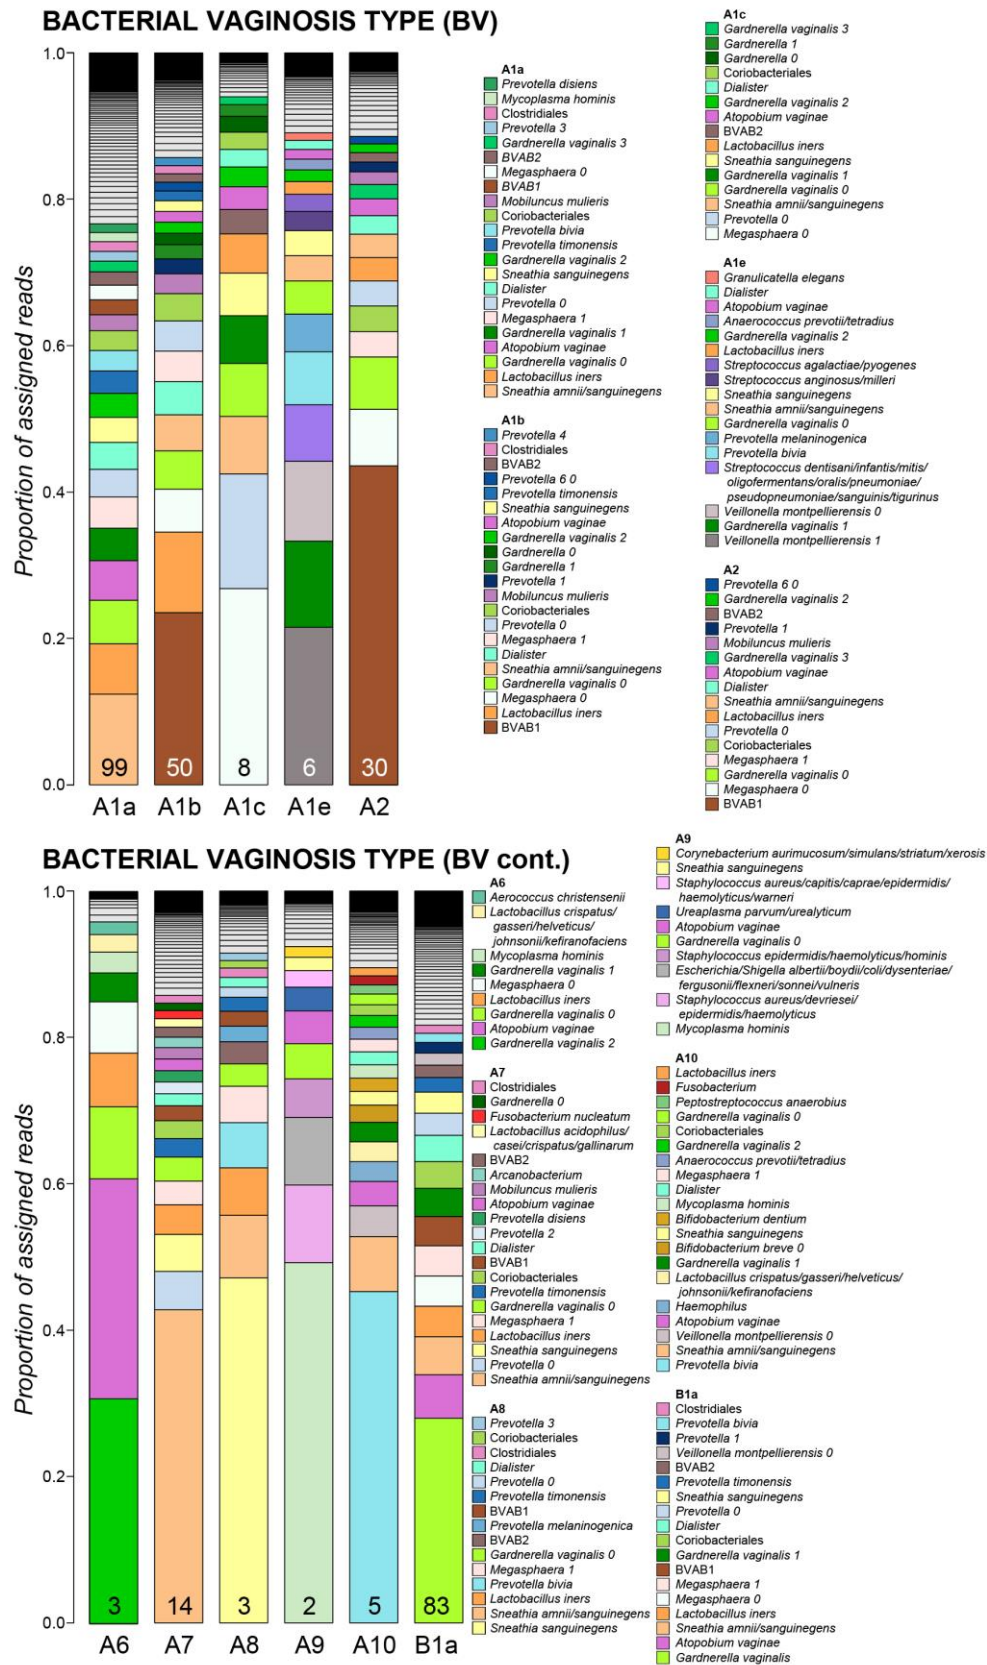 BACTERIAL VAGINOSIS TYPE (BV)
Proportion of assigned reads
1.0
0.8
0.6
0.4
0.2
0.0
99
50
8
6
30
A1a
A1b
A1c
A1e
A2
A1a
Prevotella disiens
Mycoplasma hominis
Clostridiales
Prevotella 3
Gardnerella vaginalis 3
BVAB2
Megasphaera 0
BVAB1
Mobiluncus mulieris
Coriobacteriales
Prevotella bivia
Prevotella timonensis
Gardnerella vaginalis 2
Sneathia sanguinegens
Dialister
Prevotella 0
Megasphaera 1
Gardnerella vaginalis 1
Atopobium vaginae
Gardnerella vaginalis 0
Lactobacillus iners
Sneathia amnii/sanguinegens
A1b
Prevotella 4
Clostridiales
BVAB2
Prevotella 6 0
Prevotella timonensis
Sneathia sanguinegens
Atopobium vaginae
Gardnerella vaginalis 2
Gardnerella 0
Gardnerella 1
Prevotella 1
Mobiluncus mulieris
Coriobacteriales
Prevotella 0
Megasphaera 1
Dialister
Sneathia amnii/sanguinegens
Gardnerella vaginalis 0
Megasphaera 0
Lactobacillus iners
BVAB1
A1c
Gardnerella vaginalis 3
Gardnerella 1
Gardnerella 0
Coriobacteriales
Dialister
Gardnerella vaginalis 2
Atopobium vaginae
BVAB2
Lactobacillus iners
Sneathia sanguinegens
Gardnerella vaginalis 1
Gardnerella vaginalis 0
Sneathia amnii/sanguinegens
Prevotella 0
Megasphaera 0
A1e
Granulicatella elegans
Dialister
Atopobium vaginae
Anaerococcus prevotii/tetradius
Gardnerella vaginalis 2
Lactobacillus iners
Streptococcus agalactiae/pyogenes
Streptococcus anginosus/milleri
Sneathia sanguinegens
Sneathia amnii/sanguinegens
Gardnerella vaginalis 0
Prevotella melaninogenica
Prevotella bivia
Streptococcus dentisani/infantis/mitis/
oligofermentans/oralis/pneumoniae/
pseudopneumoniae/sanguinis/tigurinus
Veillonella montpellierensis 0
Gardnerella vaginalis 1
Veillonella montpellierensis 1
A2
Prevotella 6 0
Gardnerella vaginalis 2
BVAB2
Prevotella 1
Mobiluncus mulieris
Gardnerella vaginalis 3
Atopobium vaginae
Dialister
Sneathia amnii/sanguinegens
Lactobacillus iners
Prevotella 0
Coriobacteriales
Megasphaera 1
Gardnerella vaginalis 0
Megasphaera 0
BVAB1
BACTERIAL VAGINOSIS TYPE (BV cont.)
Proportion of assigned reads
1.0
0.8
0.6
0.4
0.2
0.0
3
14
3
2
5
83
A6
A7
A8
A9
A10
B1a
A6
Aerococcus christensenii
Lactobacillus crispatus/
gasseri/helveticus/
johnsonii/kefiranofaciens
Mycoplasma hominis
Gardnerella vaginalis 1
Megasphaera 0
Lactobacillus iners
Gardnerella vaginalis 0
Atopobium vaginae
Gardnerella vaginalis 2
A7
Clostridiales
Gardnerella 0
Fusobacterium nucleatum
Lactobacillus acidophilus/
casei/crispatus/gallinarum
BVAB2
Arcanobacterium
Mobiluncus mulieris
Atopobium vaginae
Prevotella disiens
Prevotella 2
Dialister
BVAB1
Coriobacteriales
Prevotella timonensis
Gardnerella vaginalis 0
Megasphaera 1
Lactobacillus iners
Sneathia sanguinegens
Prevotella 0
Sneathia amnii/sanguinegens
A8
Prevotella 3
Coriobacteriales
Clostridiales
Dialister
Prevotella 0
Prevotella timonensis
BVAB1
Prevotella melaninogenica
BVAB2
Gardnerella vaginalis 0
Megasphaera 1
Prevotella bivia
Lactobacillus iners
Sneathia amnii/sanguinegens
Sneathia sanguinegens
A9
Corynebacterium aurimucosum/simulans/striatum/xerosis
Sneathia sanguinegens
Staphylococcus aureus/capitis/caprae/epidermidis/
haemolyticus/warneri
Ureaplasma parvum/urealyticum
Atopobium vaginae
Gardnerella vaginalis 0
Staphylococcus epidermidis/haemolyticus/hominis
Escherichia/Shigella albertii/boydii/coli/dysenteriae/
fergusonii/flexneri/sonnei/vulneris
Staphylococcus aureus/devriesei/
epidermidis/haemolyticus
Mycoplasma hominis
A10
Lactobacillus iners
Fusobacterium
Peptostreptococcus anaerobius
Gardnerella vaginalis 0
Coriobacteriales
Gardnerella vaginalis 2
Anaerococcus prevotii/tetradius
Megasphaera 1
Dialister
Mycoplasma hominis
Bifidobacterium dentium
Sneathia sanguinegens
Bifidobacterium breve 0
Gardnerella vaginalis 1
Lactobacillus crispatus/gasseri/helveticus/
johnsonii/kefiranofaciens
Haemophilus
Atopobium vaginae
Veillonella montpellierensis 0
Sneathia amnii/sanguinegens
Prevotella bivia
B1a
Clostridiales
Prevotella bivia
Prevotella 1
Veillonella montpellierensis 0
BVAB2
Prevotella timonensis
Sneathia sanguinegens
Prevotella 0
Dialister
Coriobacteriales
Gardnerella vaginalis 1
BVAB1
Megasphaera 1
Megasphaera 0
Lactobacillus iners
Sneathia amnii/sanguinegens
Atopobium vaginae
Gardnerella vaginalis